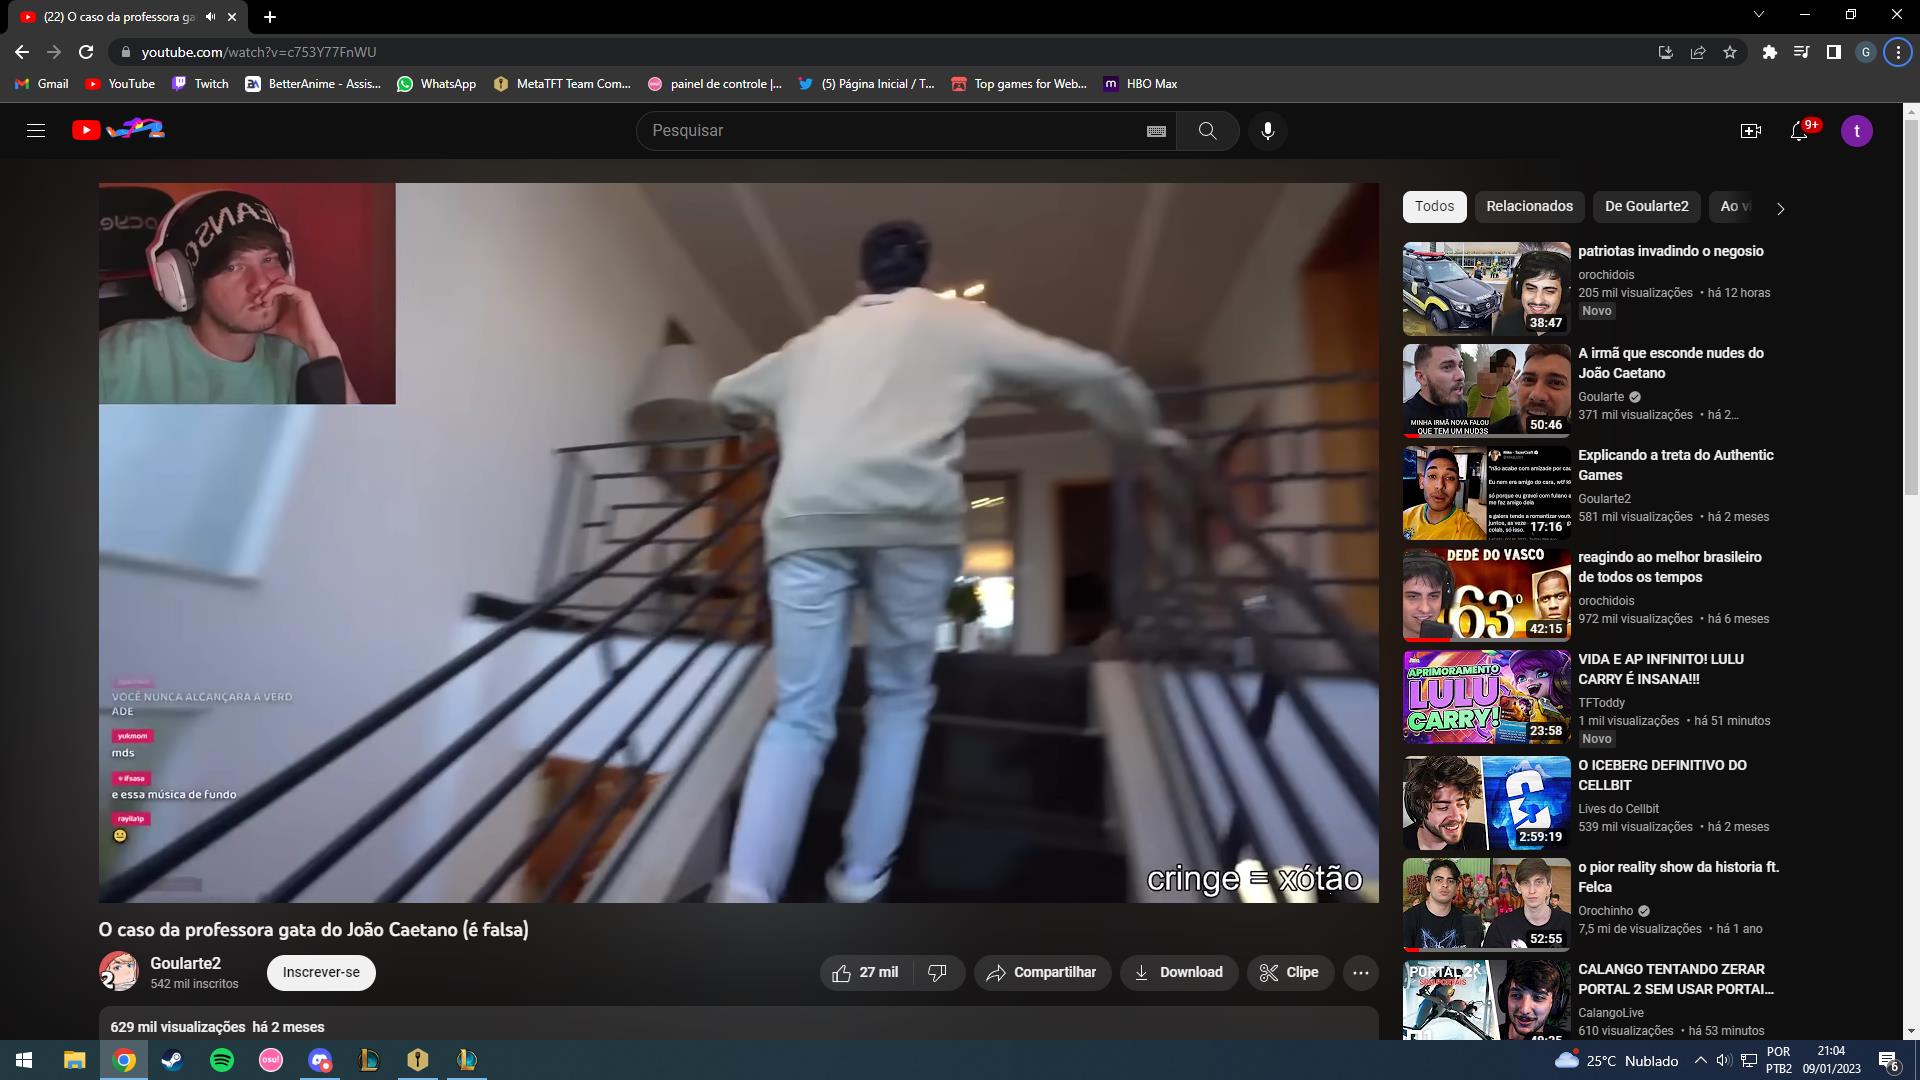 (22) O caso da professora ga
youtube.com/watch?v=c753Y77FnWU
G
Gmail
YouTube
Twitch
BetterAnime - Assis...
WhatsApp
MetaTFT Team Com...
painel de controle |...
(5) Página Inicial / T...
Top games for Web...
HBO Max
Pesquisar
9+
t
VOCÊ NUNCA ALCANÇARA A VERD
ADE
yukmom
mds
ifsasa
e essa música de fundo
cringe = xótão
O caso da professora gata do João Caetano (é falsa)
Goularte2
542 mil inscritos
Inscrever-se
27 mil
Compartilhar
Download
Clipe
629 mil visualizações há 2 meses
Todos
Relacionados
De Goularte2
Ao vi
38:47
patriotas invadindo o negosio
orochidois
205 mil visualizações • há 12 horas
Novo
MINHA IRMÃ NOVA FALOU
QUE TEM UM NUD3S
50:46
A irmã que esconde nudes do
João Caetano
Goularte
371 mil visualizações • há 2...
17:16
Explicando a treta do Authentic
Games
Goularte2
581 mil visualizações • há 2 meses
DEDÉ DO VASCO
63º
42:15
reagindo ao melhor brasileiro
de todos os tempos
orochidois
972 mil visualizações • há 6 meses
APRIMORAMENTO
LULU
CARRY!
23:58
VIDA E AP INFINITO! LULU
CARRY É INSANA!!!
TFToddy
1 mil visualizações • há 51 minutos
Novo
2:59:19
O ICEBERG DEFINITIVO DO
CELLBIT
Lives do Cellbit
539 mil visualizações • há 2 meses
52:55
o pior reality show da historia ft.
Felca
Orochinho
7,5 mi de visualizações • há 1 ano
PORTAL 2
SEM PORTAIS
CALANGO TENTANDO ZERAR
PORTAL 2 SEM USAR PORTAI...
CalangoLive
610 visualizações • há 53 minutos
osu!
25°C Nublado
POR
PTB2
21:04
09/01/2023
6